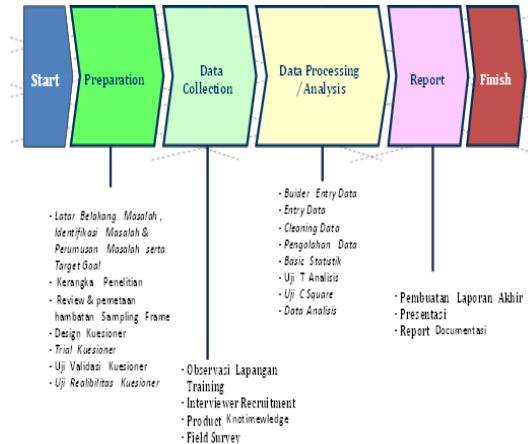 Start
Preparation
Data
Collection
Data Processing
/ Analysis
Report
Finish
- Latar Belakang Masalah ,
Identifikasi Masalah &
Perumusan Masalah serta
Target Goal
- Kerangka Penelitian
- Review & pemetaan
hambatan Sampling Frame
- Design Kuesioner
- Trial Kuesioner
- Uji Validasi Kuesioner
- Uji Realibilitas Kuesioner
- Observasi Lapangan
Training
- Interviewer Recruitment
- Product Knotimewledge
- Field Survey
- Buider Entry Data
- Entry Data
- Cleaning Data
- Pengolahan Data
- Basic Statistik
- Uji T Analisis
- Uji C Square
- Data Analisis
- Pembuatan Laporan Akhir
- Presentasi
- Report Documentasi